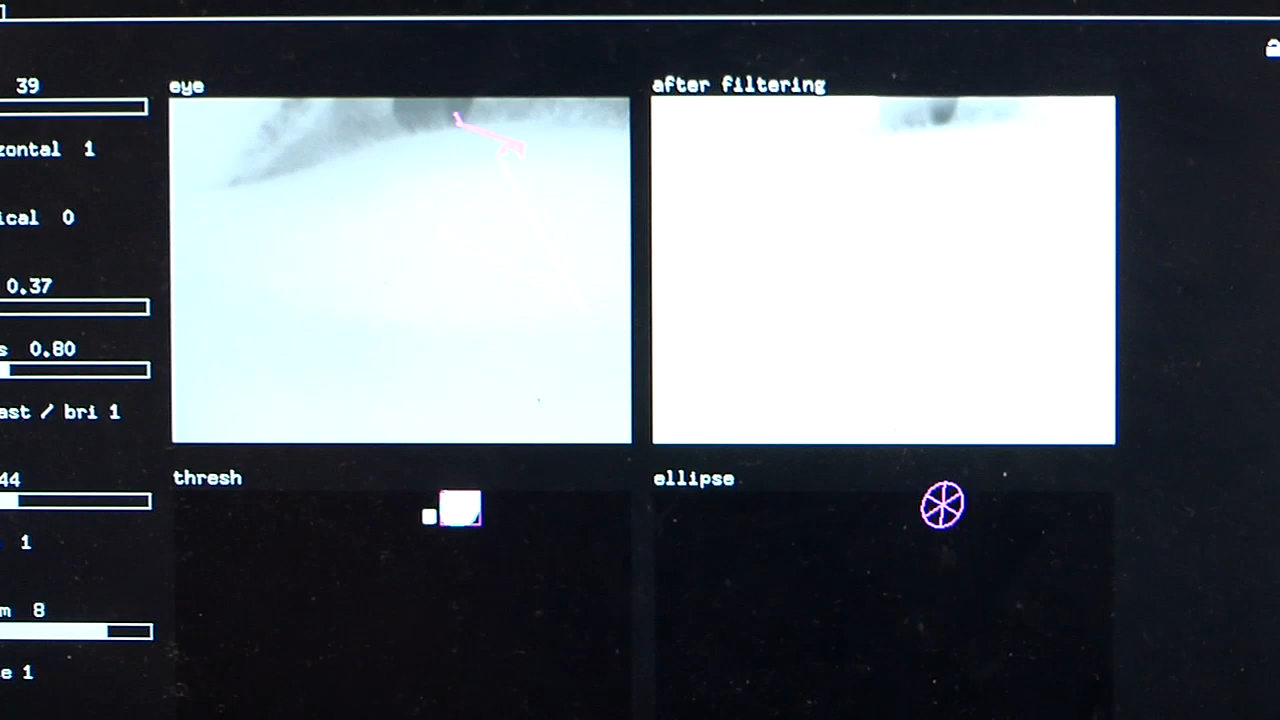 39
eye
after filtering
zontal 1
ical 0
0.37
s 0.80
ast / bri 1
44
thresh
ellipse
1
m 8
e 1